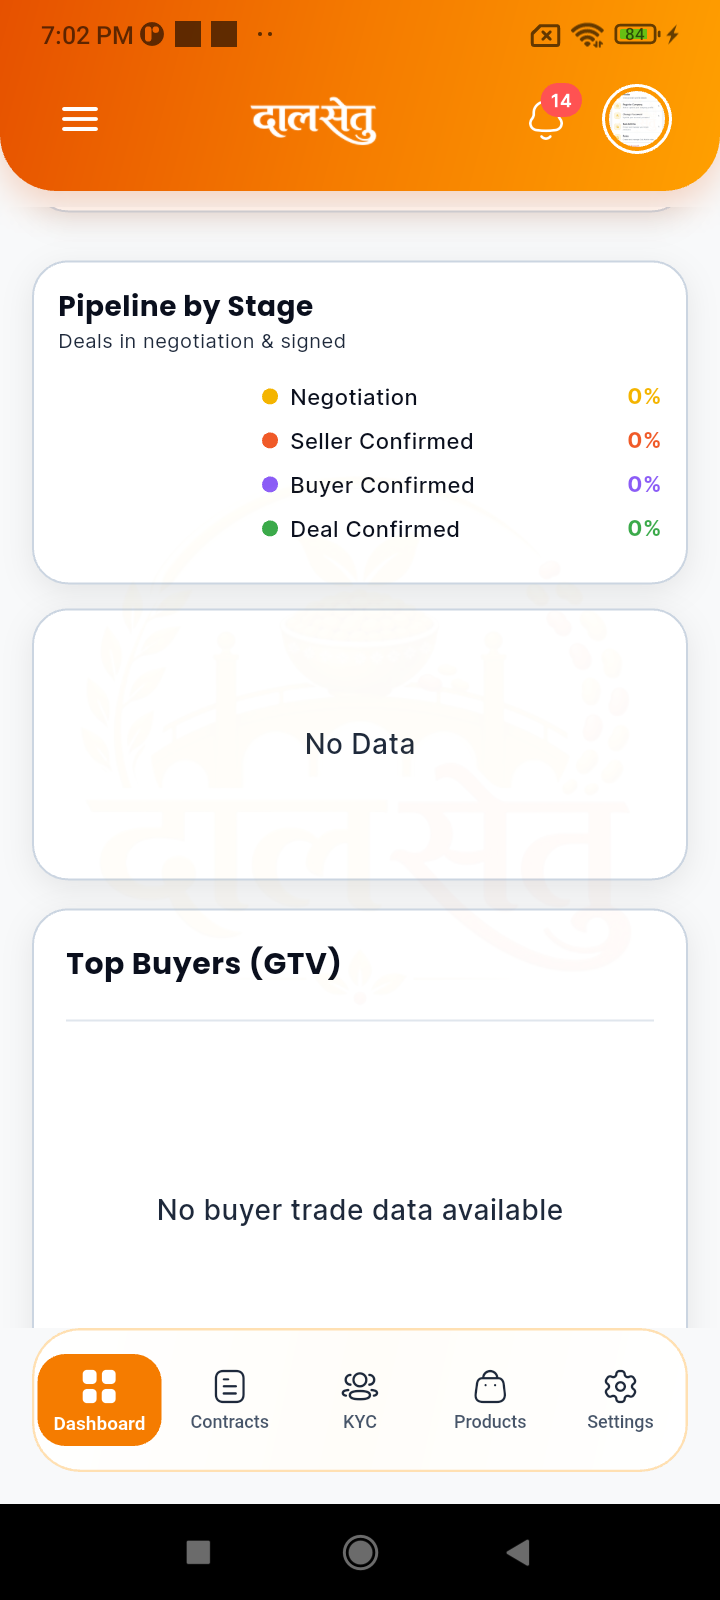 7:02 PM
84
दालसेतु
14
Pipeline by Stage
Deals in negotiation & signed
Negotiation 0%
Seller Confirmed 0%
Buyer Confirmed 0%
Deal Confirmed 0%
No Data
दालसेतु
Top Buyers (GTV)
No buyer trade data available
Dashboard
Contracts
KYC
Products
Settings